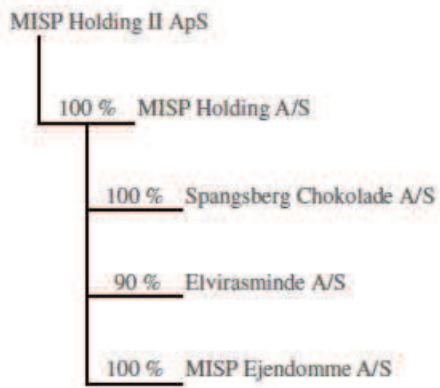 MISP Holding II ApS
100 % MISP Holding A/S
100 % Spangsberg Chokolade A/S
90 % Elvirasminde A/S
100 % MISP Ejendomme A/S